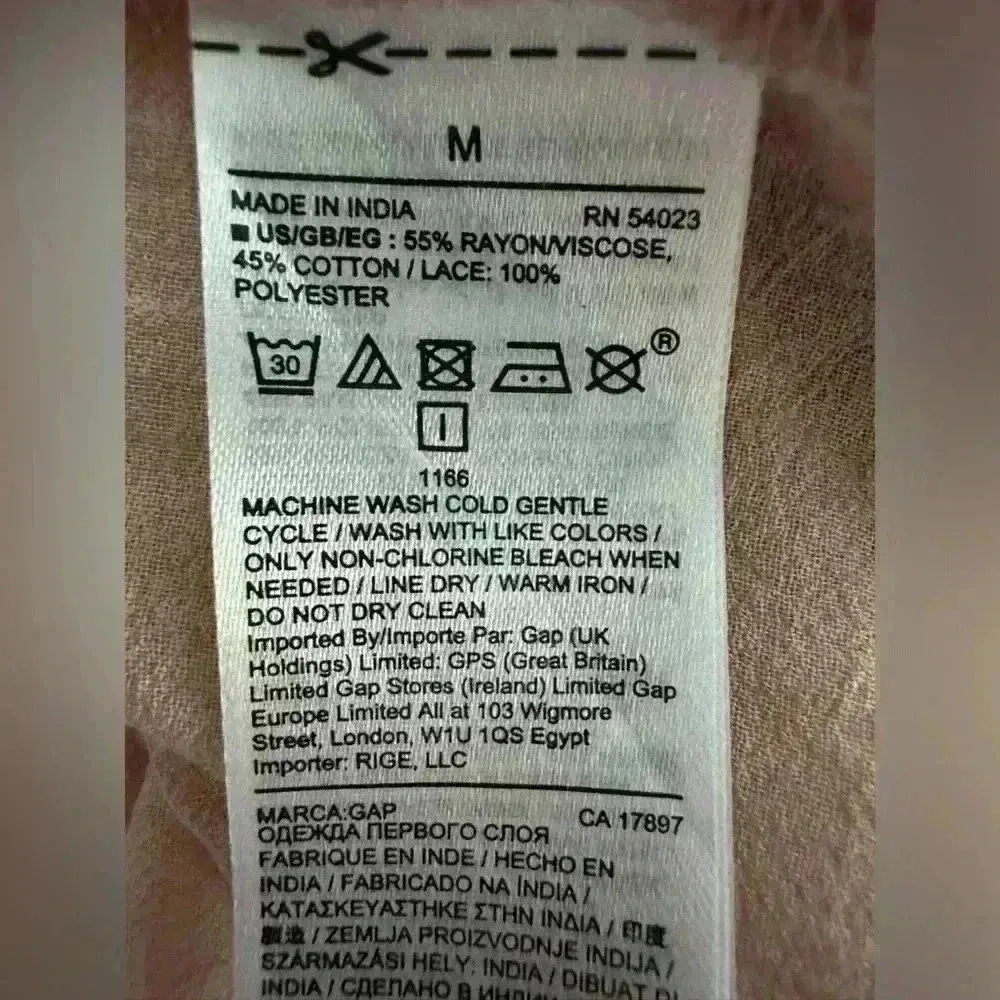 M
MADE IN INDIA RN 54023
■ US/GB/EG : 55% RAYON/VISCOSE,
45% COTTON / LACE: 100%
POLYESTER
30
®
1166
MACHINE WASH COLD GENTLE
CYCLE / WASH WITH LIKE COLORS /
ONLY NON-CHLORINE BLEACH WHEN
NEEDED / LINE DRY / WARM IRON /
DO NOT DRY CLEAN
Imported By/Importe Par: Gap (UK
Holdings) Limited: GPS (Great Britain)
Limited Gap Stores (Ireland) Limited Gap
Europe Limited All at 103 Wigmore
Street, London, W1U 1QS Egypt
Importer: RIGE, LLC
MARCA:GAP CA 17897
ОДЕЖДА ПЕРВОГО СЛОЯ
FABRIQUE EN INDE / HECHO EN
INDIA / FABRICADO NA ÍNDIA /
ΚΑΤΑΣΚΕΥΑΣΤΗΚΕ ΣΤΗΝ ΙΝΔΙΑ / 印度
製造 / ZEMLJA PROIZVODNJE INDIJA /
SZÁRMAZÁSI HELY: INDIA / DIBUAT DI
INDIA / СДЕЛАНО В ИНДИИ